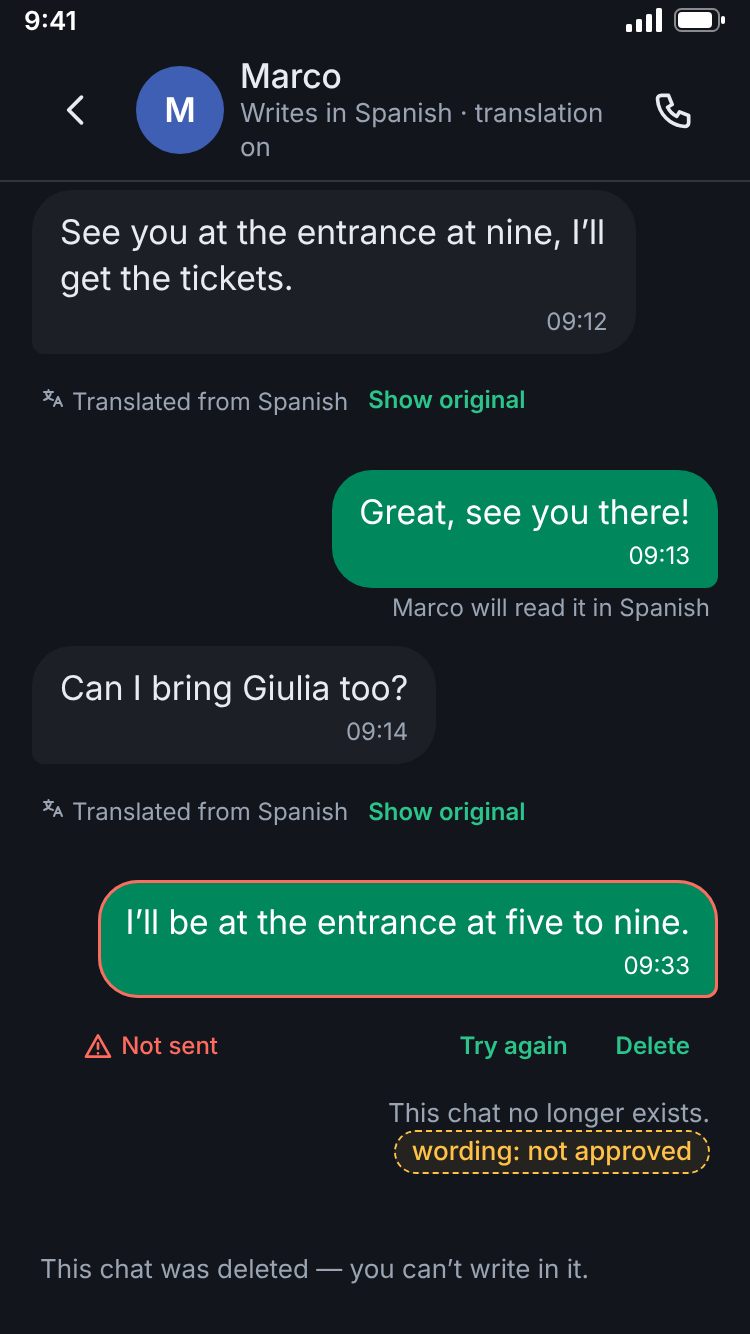 9:41
M
Marco
Writes in Spanish · translation
on
See you at the entrance at nine, I’ll
get the tickets.
09:12
Translated from Spanish Show original
Great, see you there!
09:13
Marco will read it in Spanish
Can I bring Giulia too?
09:14
Translated from Spanish Show original
I’ll be at the entrance at five to nine.
09:33
Not sent Try again Delete
This chat no longer exists.
wording: not approved
This chat was deleted — you can’t write in it.